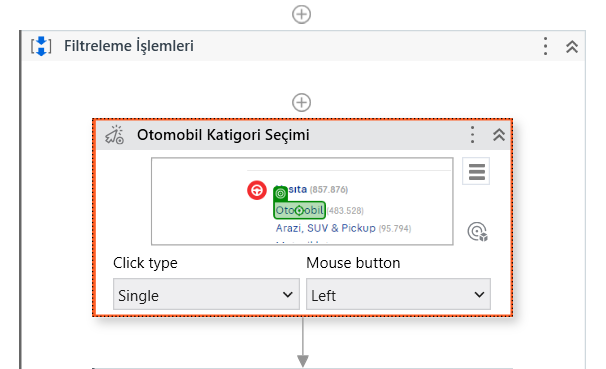 Filtreleme İşlemleri
Otomobil Katigori Seçimi
(857.876)
Otomobil (483.528)
Arazi, SUV & Pickup (95.794)
Click type
Mouse button
Single
Left